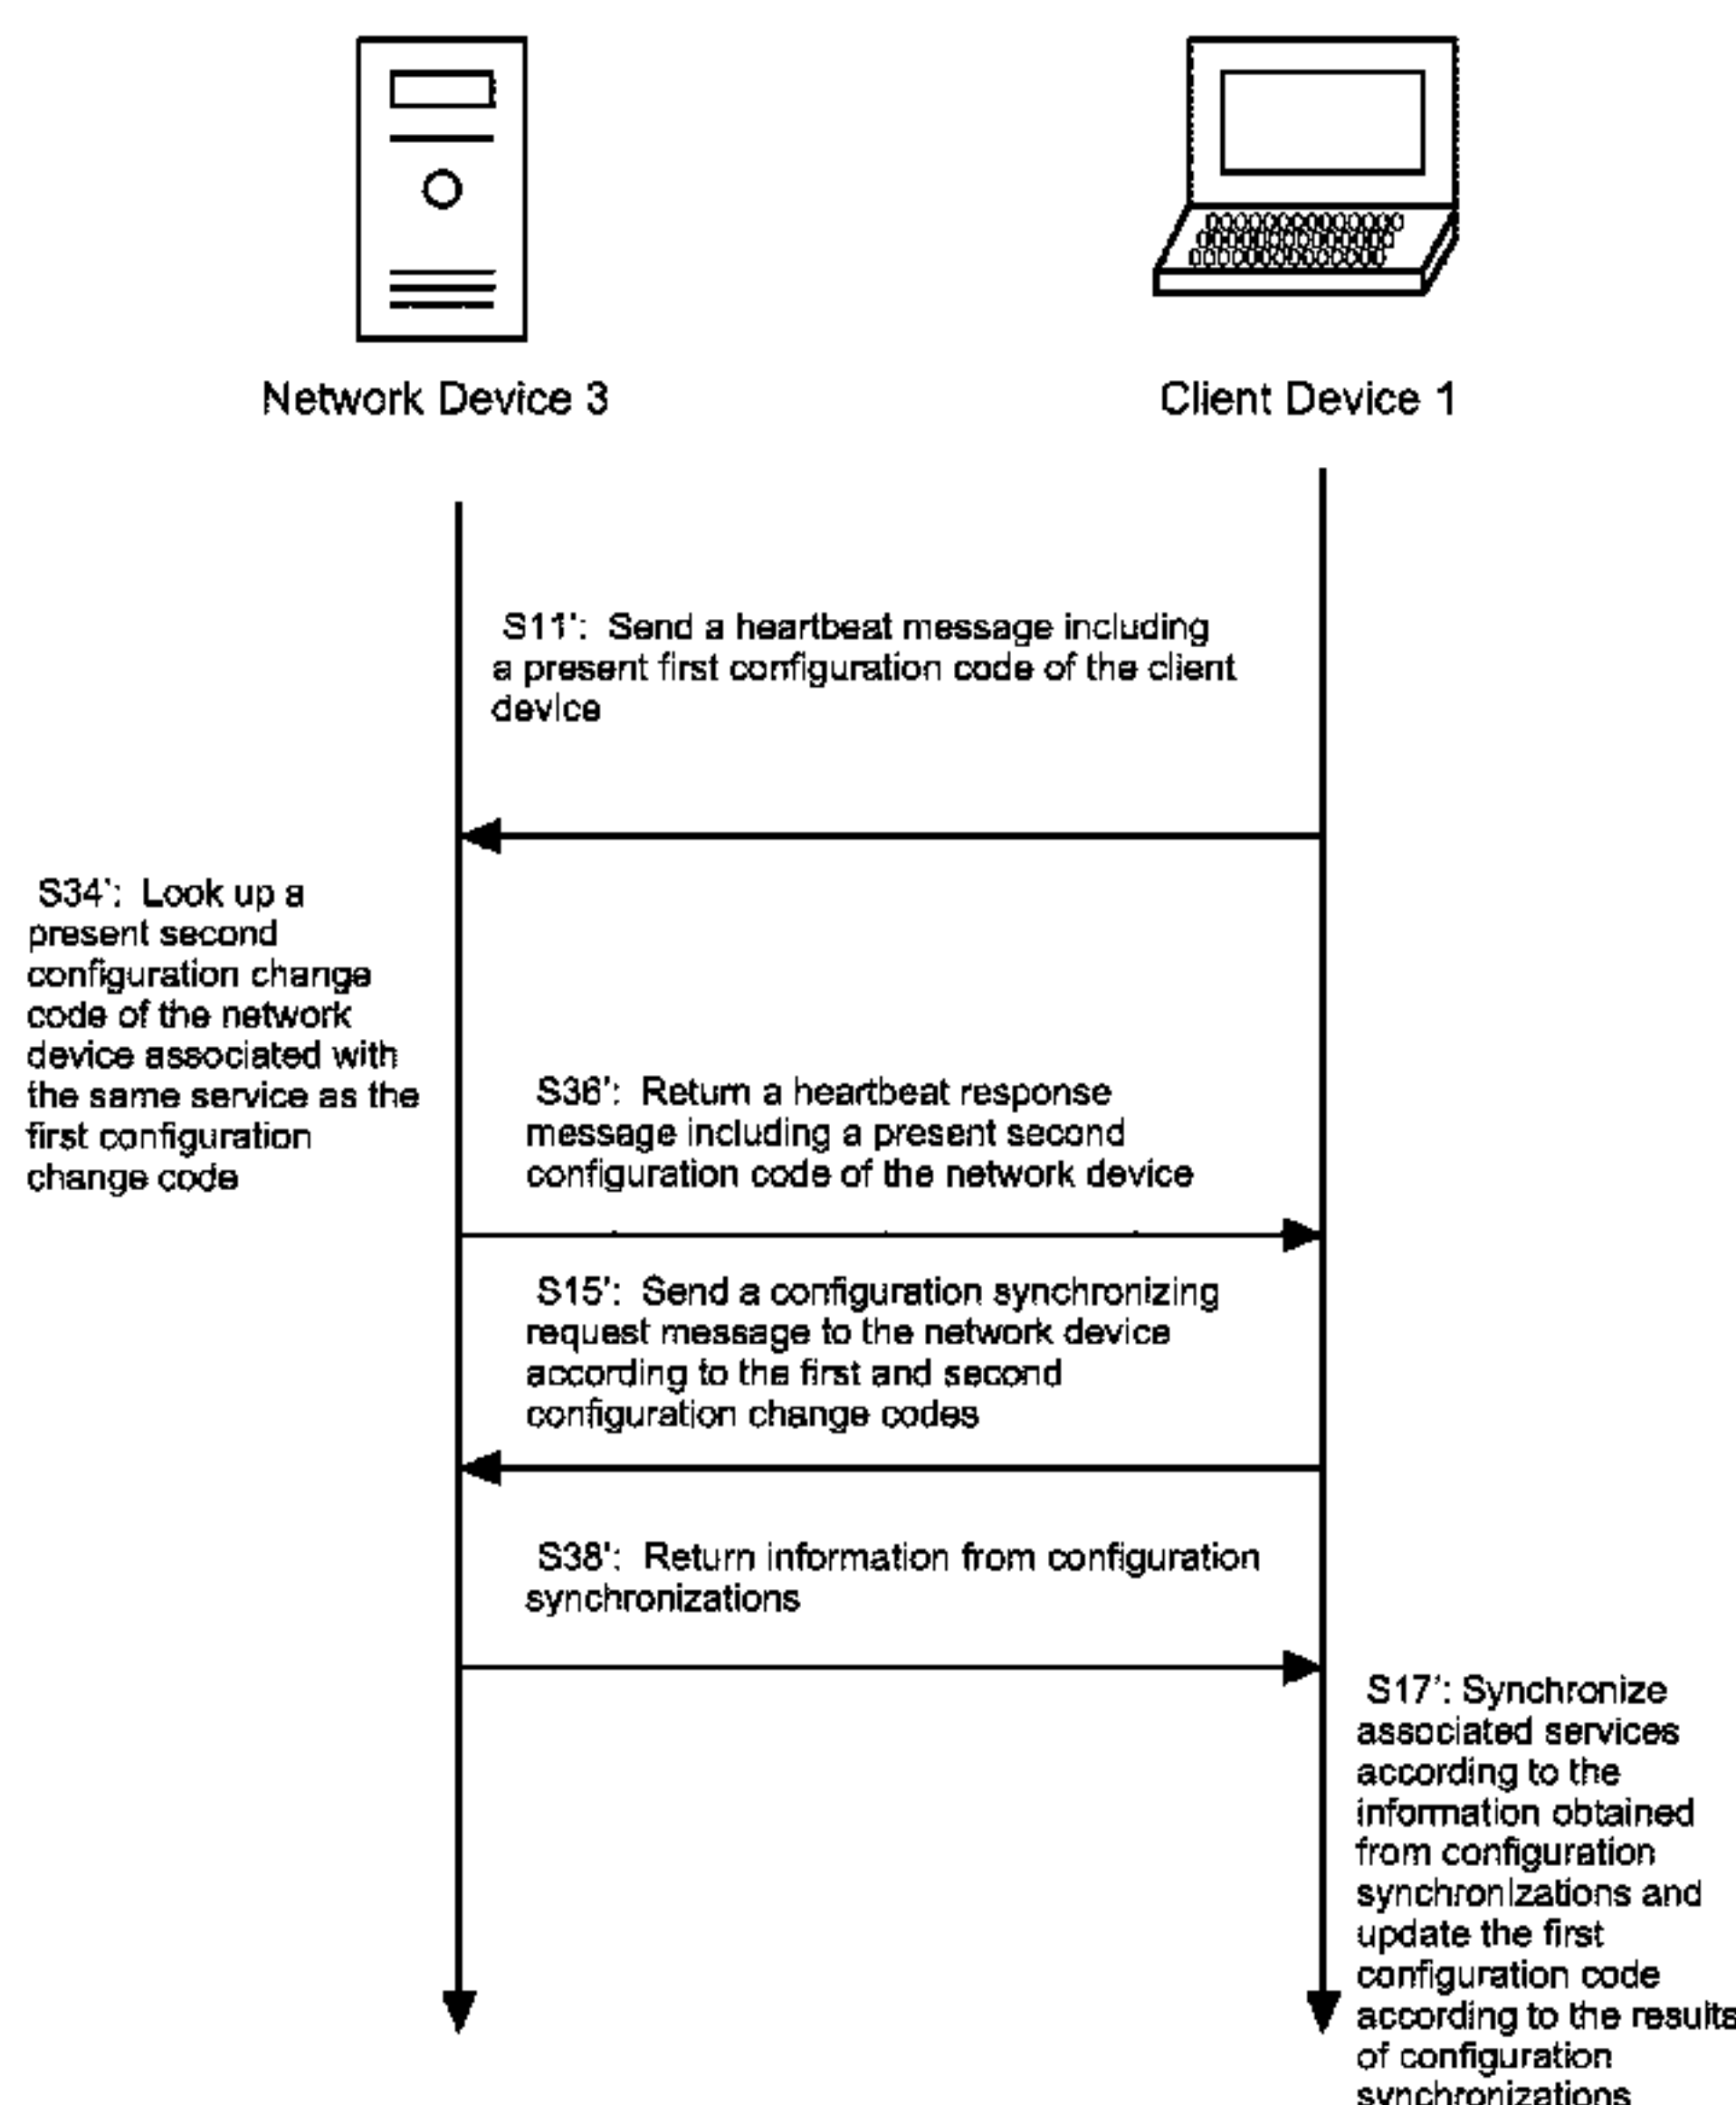 Network Device 3
Client Device 1
S11': Send a heartbeat message including
a present first configuration code of the client
device
S34': Look up a
present second
configuration change
code of the network
device associated with
the same service as the
first configuration
change code
S36': Return a heartbeat response
message including a present second
configuration code of the network device
S15': Send a configuration synchronizing
request message to the network device
according to the first and second
configuration change codes
S38': Return information from configuration
synchronizations
S17': Synchronize
associated services
according to the
information obtained
from configuration
synchronizations and
update the first
configuration code
according to the results
of configuration
synchronizations